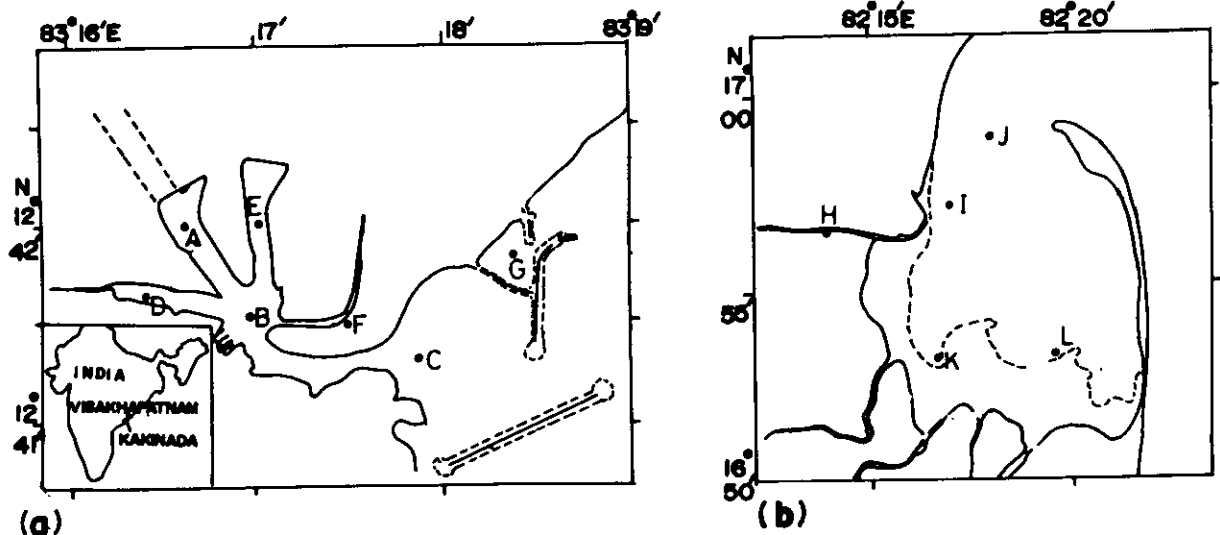 83°16'E 17' 18 83°19'
N
12°
42'
A
E
G
D
B
F
C
INDIA
VISAKHAPATNAM
KAKINADA
12°
41'
(a)
82°15'E 82°20'
N
17°
00'
J
I
H
55'
K
L
16°
50'
(b)